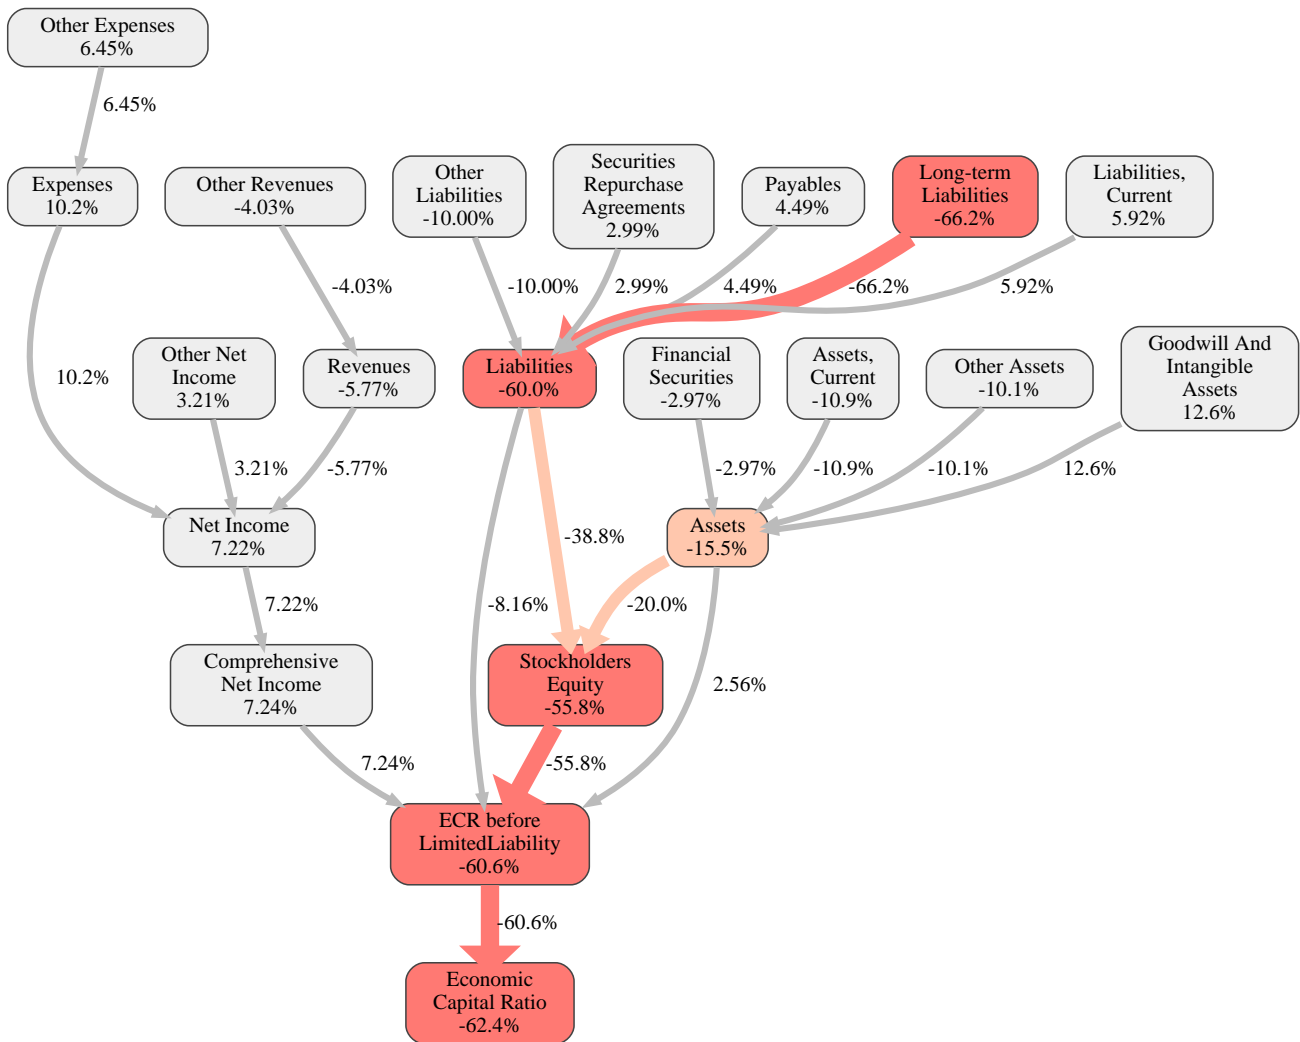 Other Expenses
6.45%
6.45%
Expenses
10.2%
Other Revenues
-4.03%
Other
Liabilities
-10.00%
Securities
Repurchase
Agreements
2.99%
Payables
4.49%
Long-term
Liabilities
-66.2%
Liabilities,
Current
5.92%
-4.03%
-10.00%
2.99%
4.49%
-66.2%
5.92%
10.2%
Other Net
Income
3.21%
Revenues
-5.77%
Liabilities
-60.0%
Financial
Securities
-2.97%
Assets,
Current
-10.9%
Other Assets
-10.1%
Goodwill And
Intangible
Assets
12.6%
3.21%
-5.77%
-2.97%
-10.9%
-10.1%
12.6%
Net Income
7.22%
-38.8%
Assets
-15.5%
7.22%
-8.16%
-20.0%
Comprehensive
Net Income
7.24%
Stockholders
Equity
-55.8%
2.56%
7.24%
-55.8%
ECR before
LimitedLiability
-60.6%
-60.6%
Economic
Capital Ratio
-62.4%